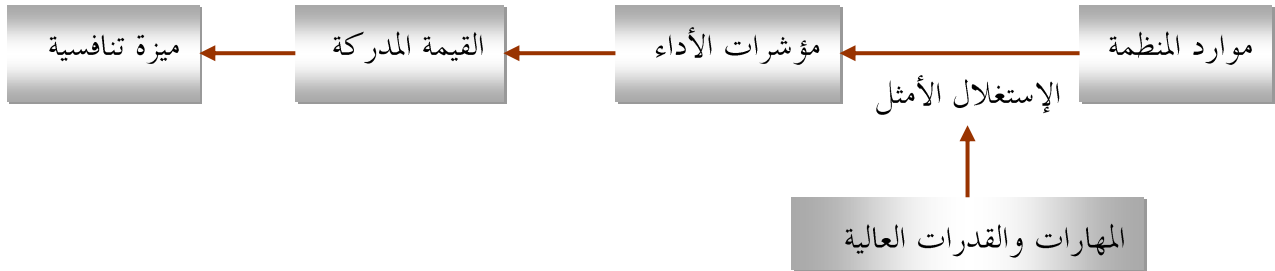 موارد المنظمة
مؤشرات الأداء
القيمة المدركة
ميزة تنافسية
الإستغلال الأمثل
المهارات والقدرات العالية